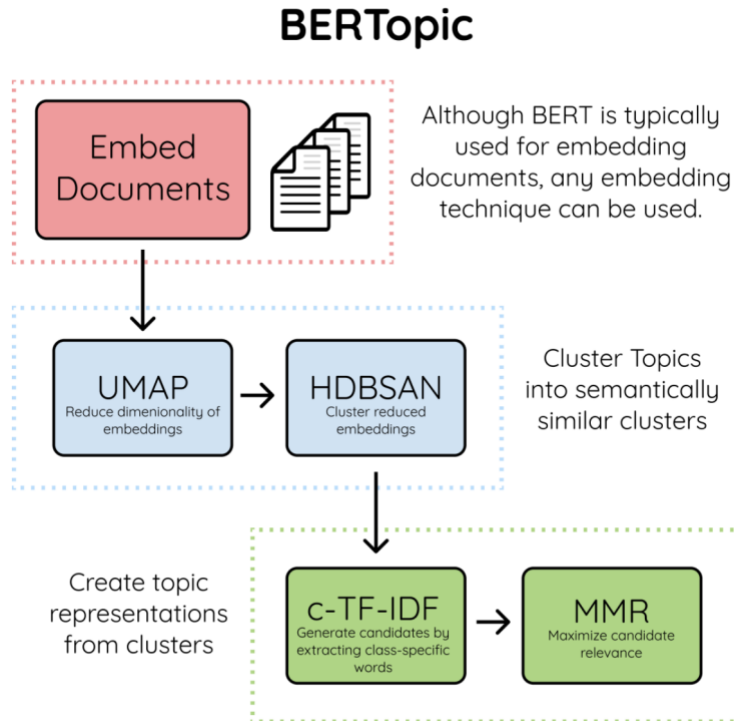 BERTopic
Embed
Documents
Although BERT is typically
used for embedding
documents, any embedding
technique can be used.
UMAP
Reduce dimenionality of
embeddings
HDBSAN
Cluster reduced
embeddings
Cluster Topics
into semantically
similar clusters
Create topic
representations
from clusters
c-TF-IDF
Generate candidates by
extracting class-specific
words
MMR
Maximize candidate
relevance